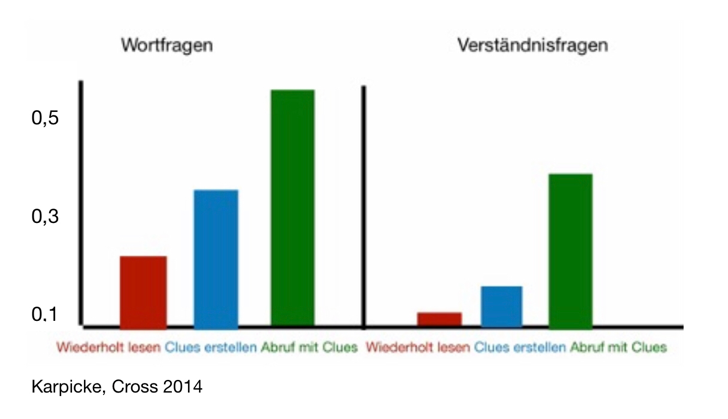 Wortfragen Verständnisfragen
0,5
0,3
0.1
Wiederholt lesen Clues erstellen Abruf mit Clues Wiederholt lesen Clues erstellen Abruf mit Clues
Karpicke, Cross 2014